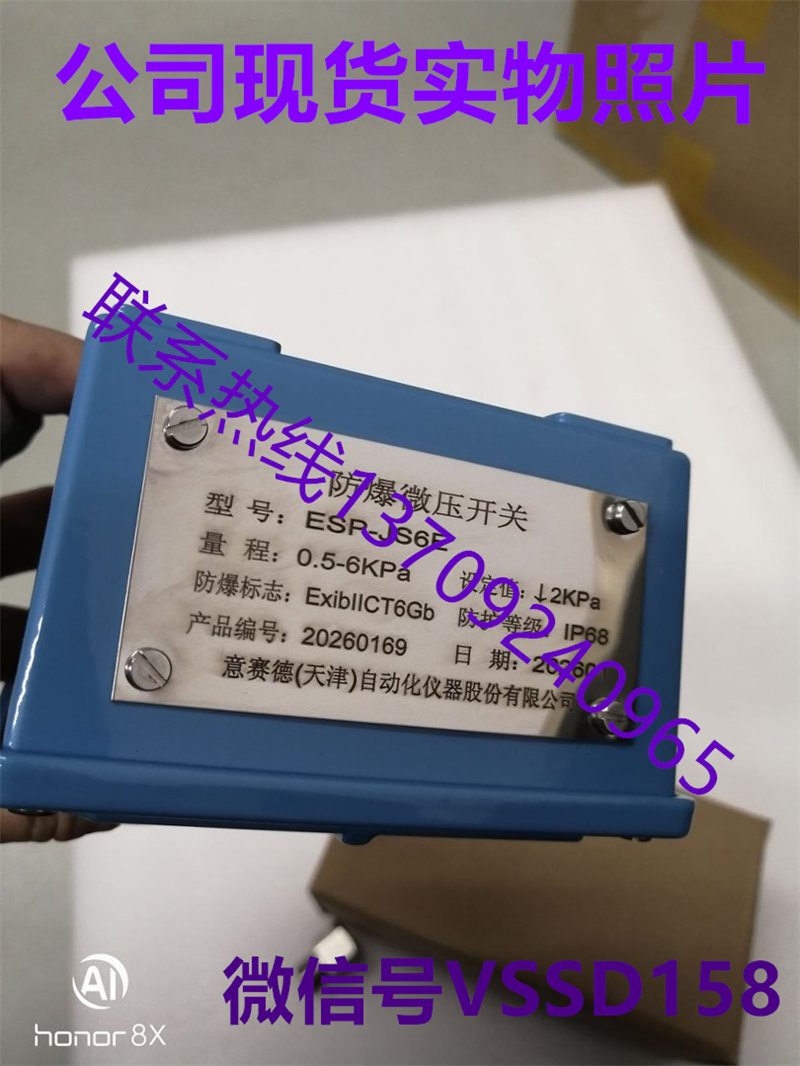 公司现货实物照片
联系热线13709240965
防爆微压开关
型号：ESP-JS6E
量程：0.5-6KPa 设定值：↓2KPa
防爆标志：ExibIICT6Gb 防护等级 IP68
产品编号：20260169 日期：20260
意赛德(天津)自动化仪器股份有限公司
微信号VSSD158
AI
honor 8X